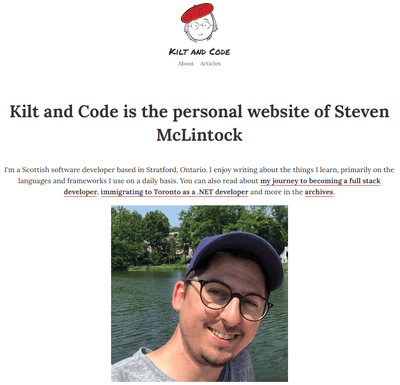 Kilt and Code
About Articles
Kilt and Code is the personal website of Steven
McLintock
I'm a Scottish software developer based in Stratford, Ontario. I enjoy writing about the things I learn, primarily on the
languages and frameworks I use on a daily basis. You can also read about my journey to becoming a full stack
developer, immigrating to Toronto as a .NET developer and more in the archives.